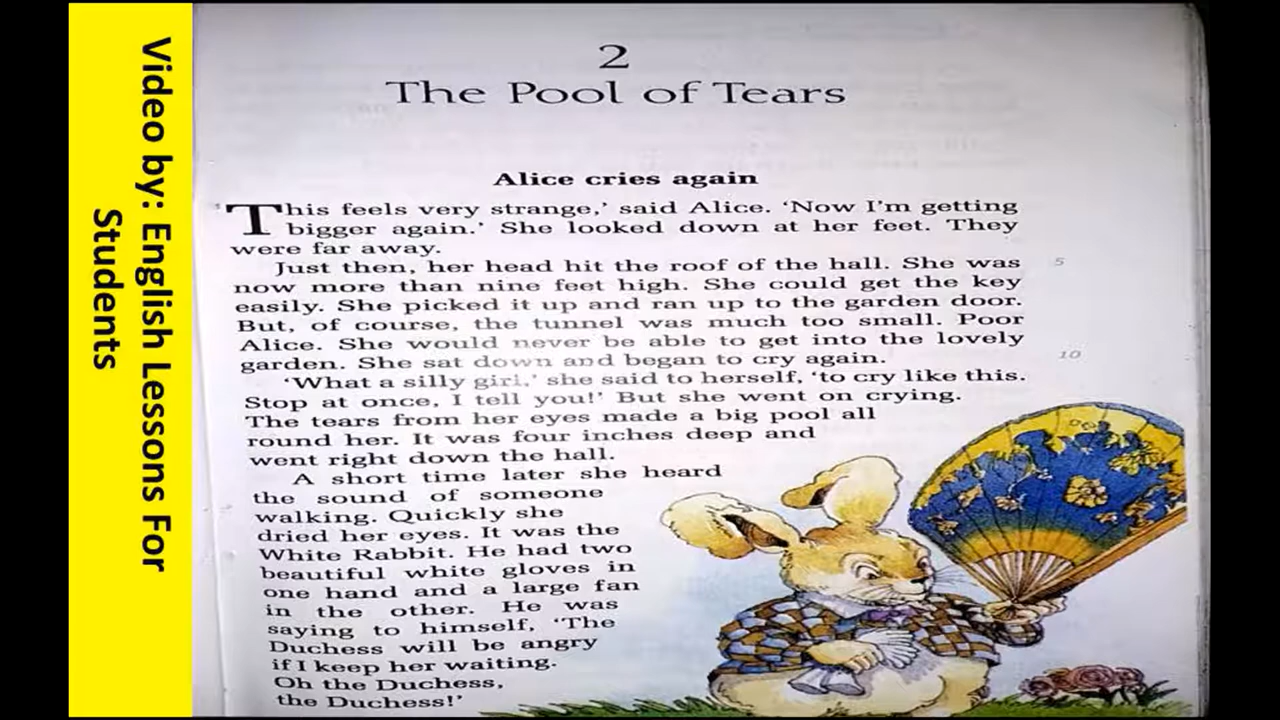 Video by: English Lessons For
Students
2
The Pool of Tears
Alice cries again
This feels very strange,’ said Alice. ‘Now I’m getting
bigger again.’ She looked down at her feet. They
were far away.
Just then, her head hit the roof of the hall. She was
5
now more than nine feet high. She could get the key
easily. She picked it up and ran up to the garden door.
But, of course, the tunnel was much too small. Poor
Alice. She would never be able to get into the lovely
garden. She sat down and began to cry again.
10
‘What a silly girl,’ she said to herself, ‘to cry like this.
Stop at once, I tell you!’ But she went on crying.
The tears from her eyes made a big pool all
round her. It was four inches deep and
went right down the hall.
A short time later she heard
the sound of someone
walking. Quickly she
dried her eyes. It was the
White Rabbit. He had two
beautiful white gloves in
one hand and a large fan
in the other. He was
saying to himself, ‘The
Duchess will be angry
if I keep her waiting.
Oh the Duchess,
the Duchess!’